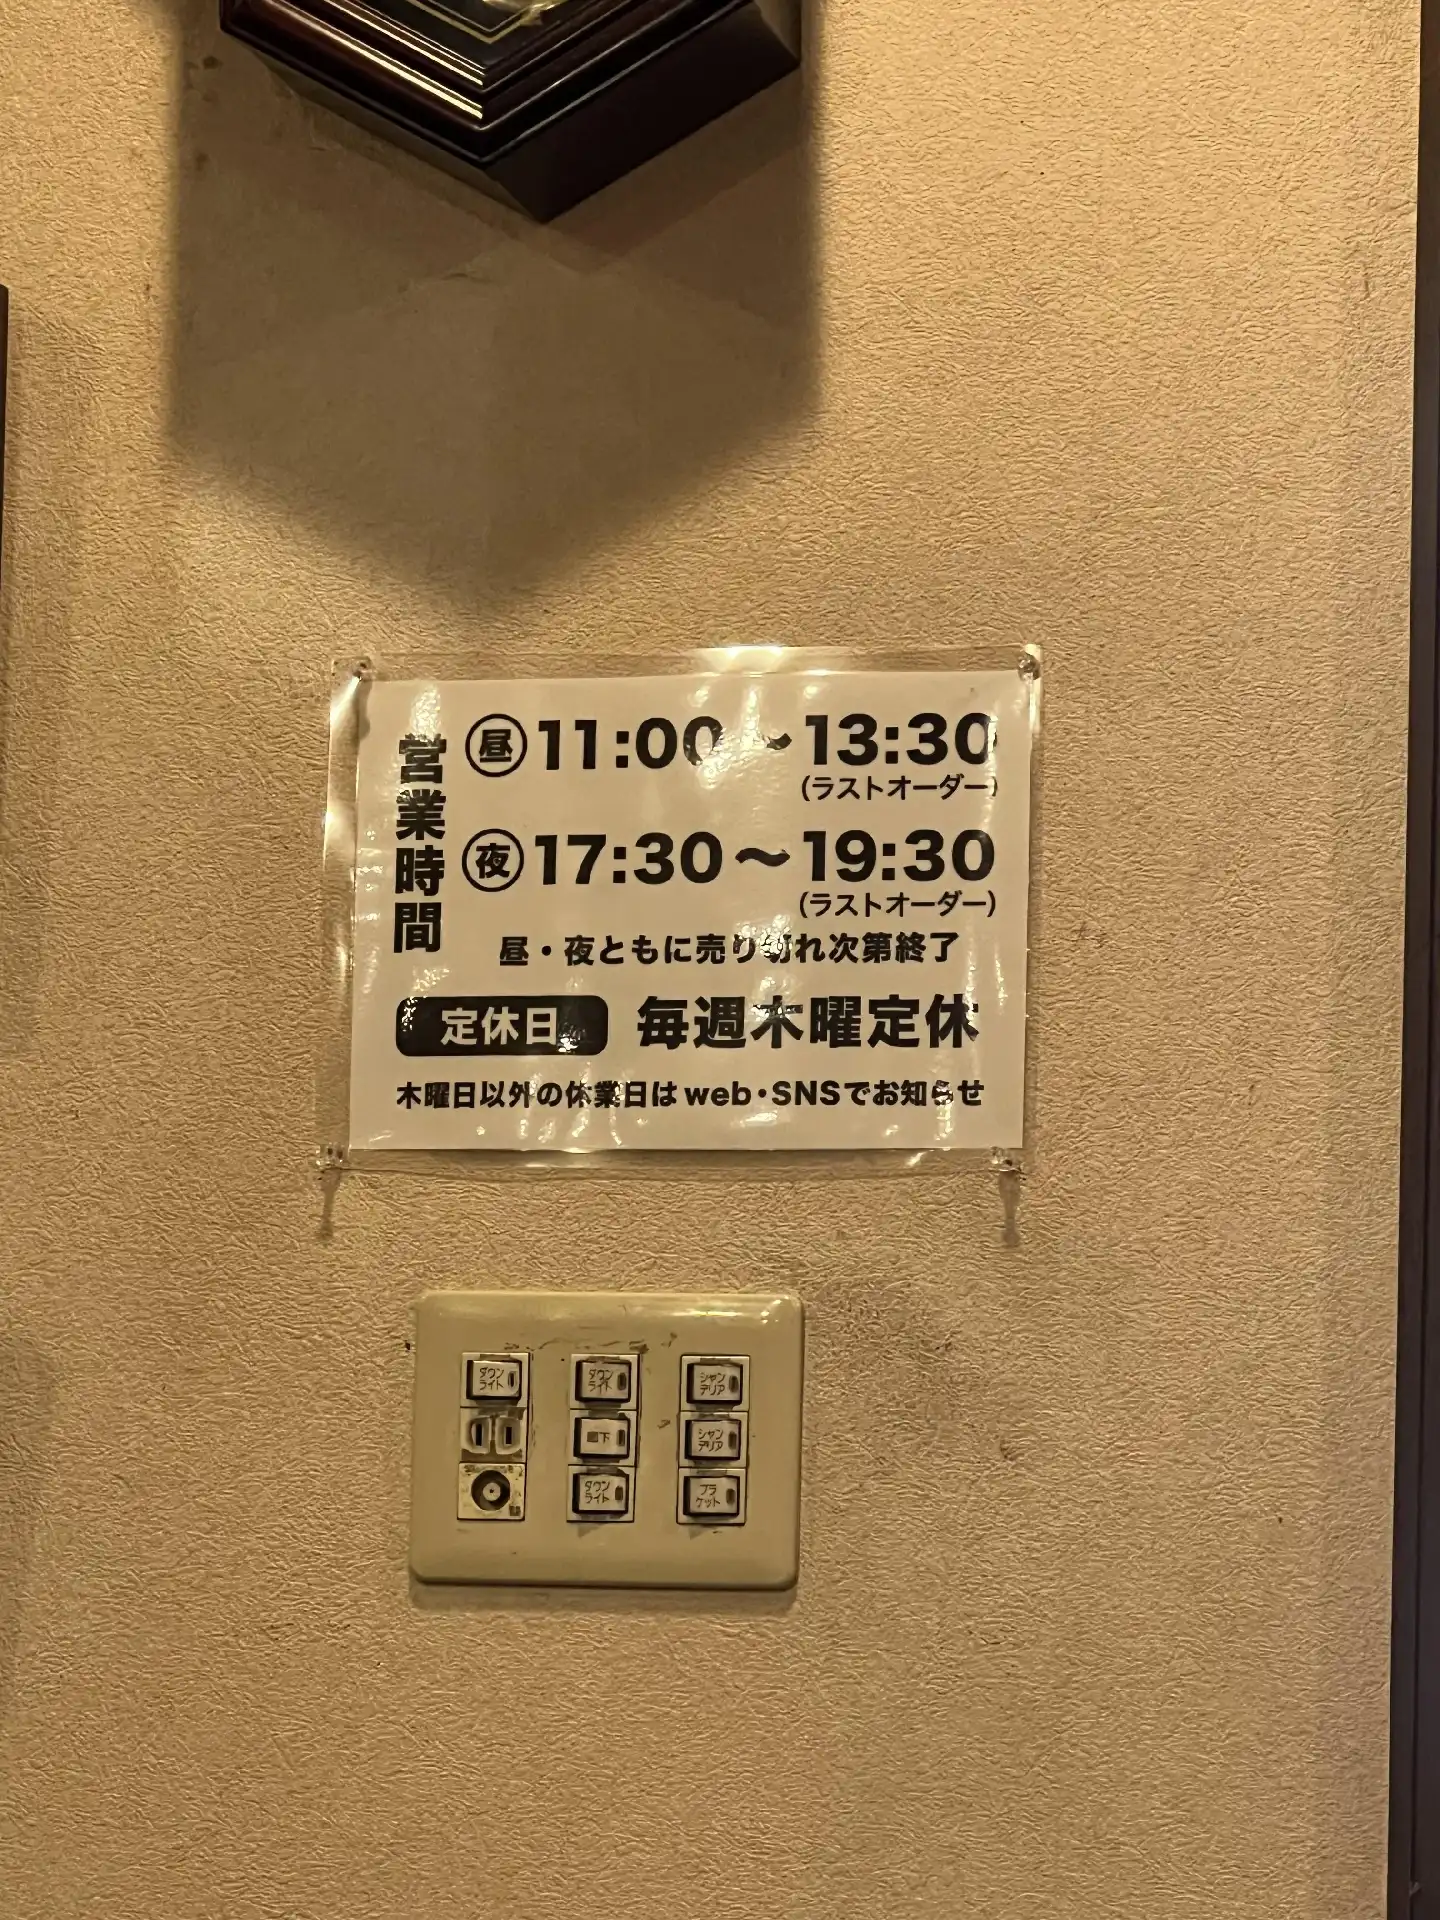 営業時間
昼 11:00～13:30
(ラストオーダー)
夜 17:30～19:30
(ラストオーダー)
昼・夜ともに売り切れ次第終了
定休日 毎週木曜定休
木曜日以外の休業日はweb・SNSでお知らせ
ダウン
ライト
ダウン
ライト
シャン
デリア
廊下
シャン
デリア
ダウン
ライト
ブラ
ケット